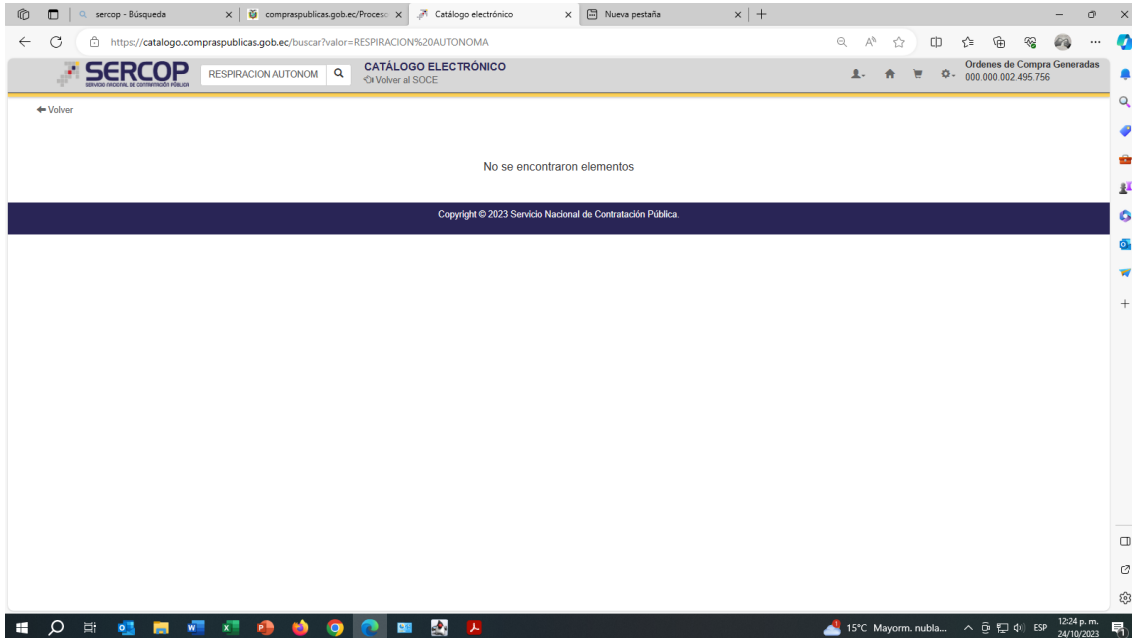 sercop - Búsqueda
compraspublicas.gob.ec/Proceso
Catálogo electrónico
Nueva pestaña
https://catalogo.compraspublicas.gob.ec/buscar?valor=RESPIRACION%20AUTONOMA
SERCOP
SERVICIO NACIONAL DE CONTRATACIÓN PÚBLICA
RESPIRACION AUTONOM
CATÁLOGO ELECTRÓNICO
Volver al SOCE
Ordenes de Compra Generadas
000.000.002.495.756
Volver
No se encontraron elementos
Copyright © 2023 Servicio Nacional de Contratación Pública.
15°C Mayorm. nubla...
ESP
12:24 p. m.
24/10/2023